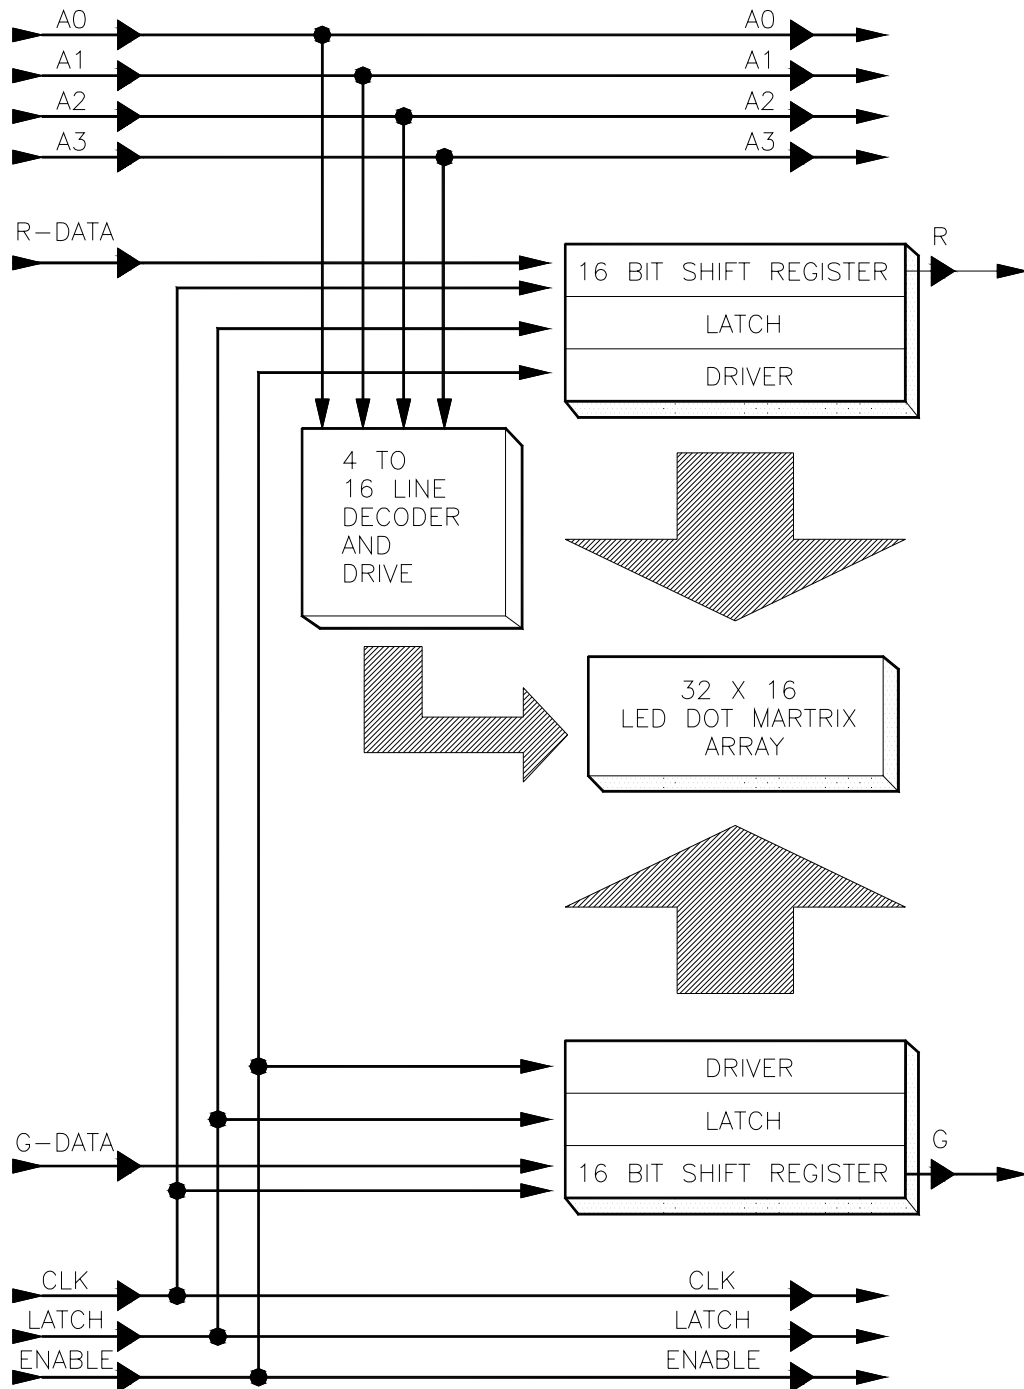 A0 A0
A1 A1
A2 A2
A3 A3
R-DATA
R
16 BIT SHIFT REGISTER
LATCH
DRIVER
4 TO
16 LINE
DECODER
AND
DRIVE
32 X 16
LED DOT MARTRIX
ARRAY
DRIVER
LATCH
G-DATA
G
16 BIT SHIFT REGISTER
CLK CLK
LATCH LATCH
ENABLE ENABLE